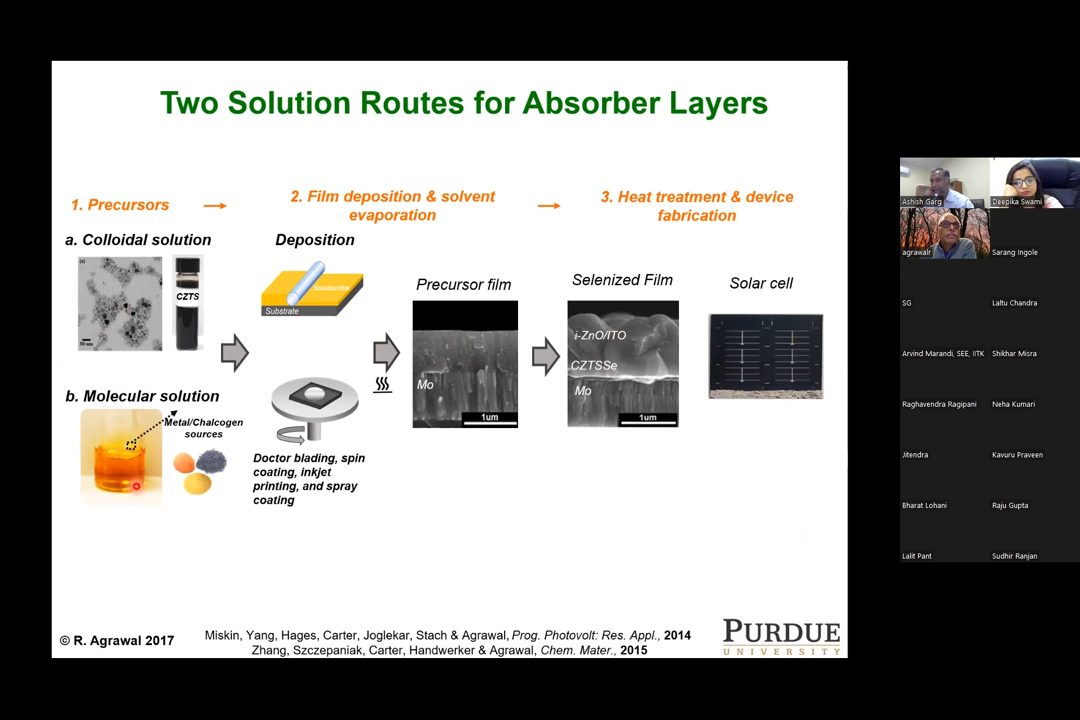 Two Solution Routes for Absorber Layers
1. Precursors
2. Film deposition & solvent
evaporation
3. Heat treatment & device
fabrication
a. Colloidal solution
CZTS
b. Molecular solution
Metal/Chalcogen
sources
Deposition
Substrate
Doctor blading, spin
coating, inkjet
printing, and spray
coating
Precursor film
Mo
1um
Selenized Film
i-ZnO/ITO
CZTSSe
Mo
1um
Solar cell
© R. Agrawal 2017
Miskin, Yang, Hages, Carter, Joglekar, Stach & Agrawal, Prog. Photovolt: Res. Appl., 2014
Zhang, Szczepaniak, Carter, Handwerker & Agrawal, Chem. Mater., 2015
PURDUE
UNIVERSITY
Ashish Garg
Deepika Swami
agrawalr
Sarang Ingole
SG
Laltu Chandra
Arvind Marandi, SEE, IITK
Shikhar Misra
Raghavendra Ragipani
Neha Kumari
Jitendra
Kavuru Praveen
Bharat Lohani
Raju Gupta
Lalit Pant
Sudhir Ranjan